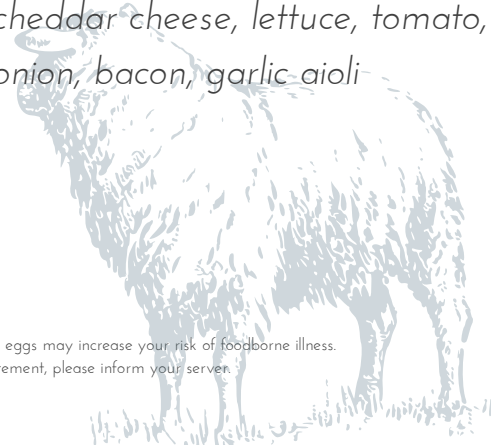 cheddar cheese, lettuce, tomato,
onion, bacon, garlic aioli
eggs may increase your risk of foodborne illness.
please inform your server.